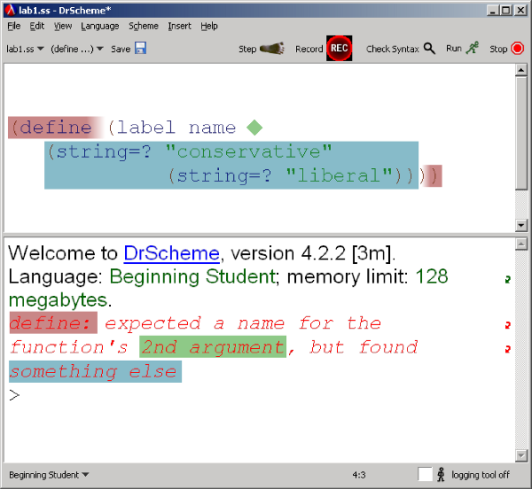 lab1.ss - DrScheme*
File Edit View Language Scheme Insert Help
lab1.ss (define ...) Save Step Record REC Check Syntax Run Stop
(define (label name
(string=? "conservative"
(string=? "liberal"))))
Welcome to DrScheme, version 4.2.2 [3m].
Language: Beginning Student; memory limit: 128
megabytes.
define: expected a name for the
function's 2nd argument, but found
something else
>
Beginning Student 4:3 logging tool off